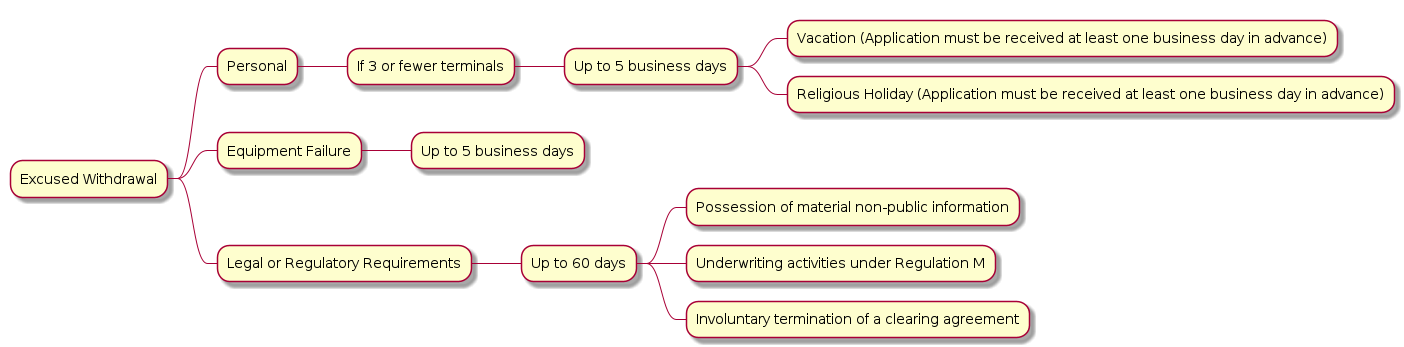 Excused Withdrawal
Personal
If 3 or fewer terminals
Up to 5 business days
Vacation (Application must be received at least one business day in advance)
Religious Holiday (Application must be received at least one business day in advance)
Equipment Failure
Up to 5 business days
Legal or Regulatory Requirements
Up to 60 days
Possession of material non-public information
Underwriting activities under Regulation M
Involuntary termination of a clearing agreement